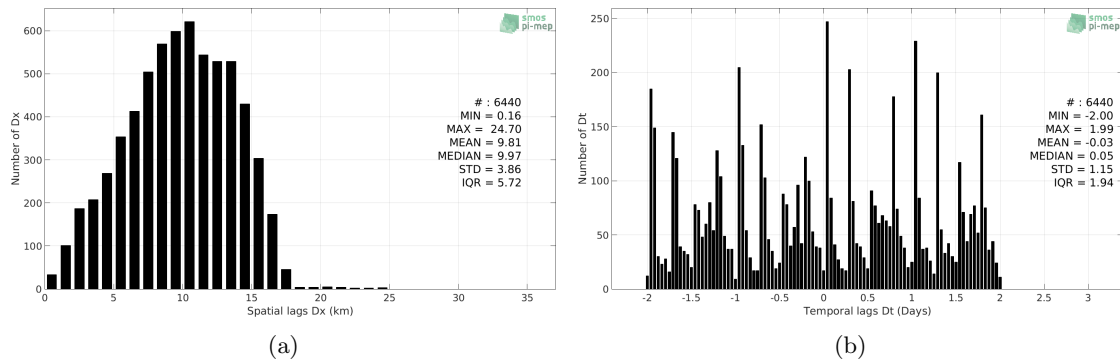 smos
pi-mep
600
500
400
300
200
100
0
Number of Dx
# : 6440
MIN = 0.16
MAX = 24.70
MEAN = 9.81
MEDIAN = 9.97
STD = 3.86
IQR = 5.72
0 5 10 15 20 25 30 35
Spatial lags Dx (km)
(a)
smos
pi-mep
250
200
150
100
50
0
Number of Dt
# : 6440
MIN = -2.00
MAX = 1.99
MEAN = -0.03
MEDIAN = 0.05
STD = 1.15
IQR = 1.94
-2 -1.5 -1 -0.5 0 0.5 1 1.5 2 2.5 3
Temporal lags Dt (Days)
(b)